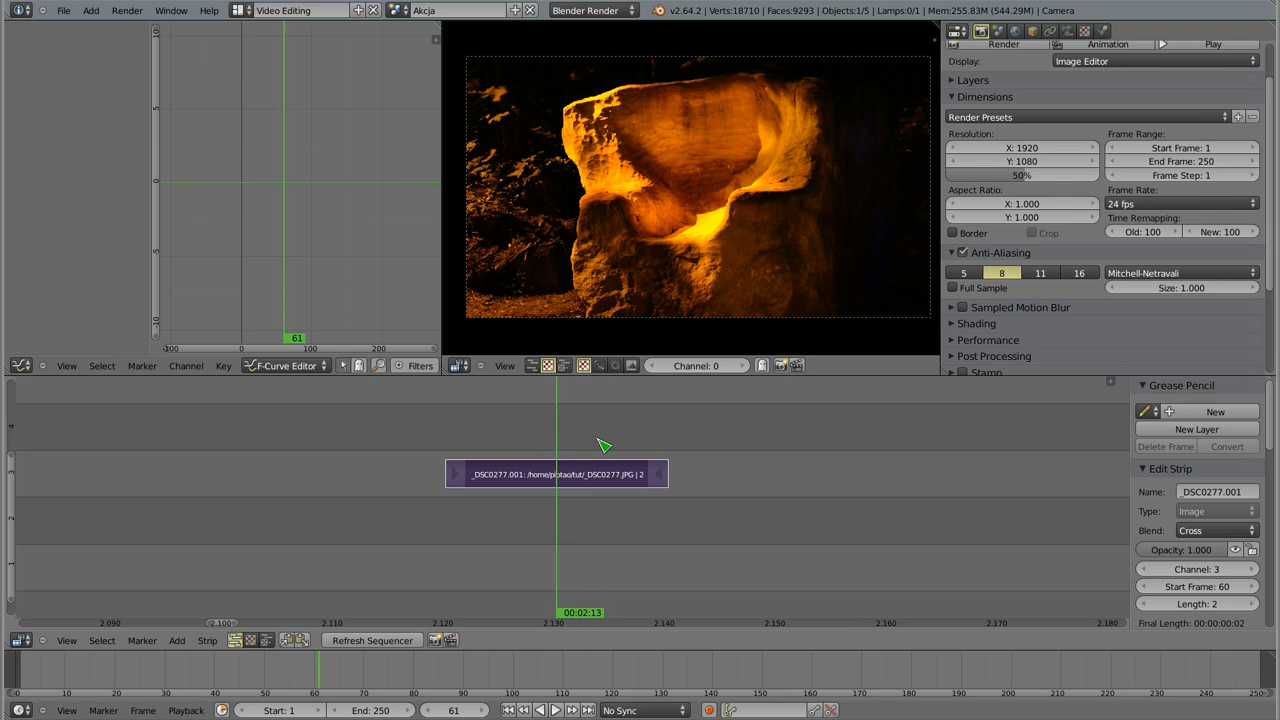 File Add Render Window Help Video Editing Akcja Blender Render v2.64.2 | Verts:18710 | Faces:9293 | Objects:1/5 | Lamps:0/1 | Mem:255.83M (544.29M) | Camera
Render Animation Play
Display: Image Editor
Layers
Dimensions
Render Presets
Resolution: Frame Range:
X: 1920 Start Frame: 1
Y: 1080 End Frame: 250
50% Frame Step: 1
Aspect Ratio: Frame Rate:
X: 1.000 24 fps
Y: 1.000 Time Remapping:
Border Crop Old: 100 New: 100
Anti-Aliasing
5 8 11 16 Mitchell-Netravali
Full Sample Size: 1.000
Sampled Motion Blur
Shading
Performance
Post Processing
Stamp
10
5
0
-5
-10
61
-100 0 100 200
View Select Marker Channel Key F-Curve Editor Filters
View Channel: 0
4
3
2
1
_DSC0277.001: /home/piotao/tut/_DSC0277.JPG | 2
00:02:13
2.090 2.100 2.110 2.120 2.130 2.140 2.150 2.160 2.170 2.180
Grease Pencil
New
New Layer
Delete Frame Convert
Edit Strip
Name: _DSC0277.001
Type: Image
Blend: Cross
Opacity: 1.000
Channel: 3
Start Frame: 60
Length: 2
Final Length: 00:00:00:02
View Select Marker Add Strip Refresh Sequencer
0 10 20 30 40 50 60 70 80 90 100 110 120 130 140 150 160 170 180 190 200 210 220 230 240 250
View Marker Frame Playback Start: 1 End: 250 61 No Sync